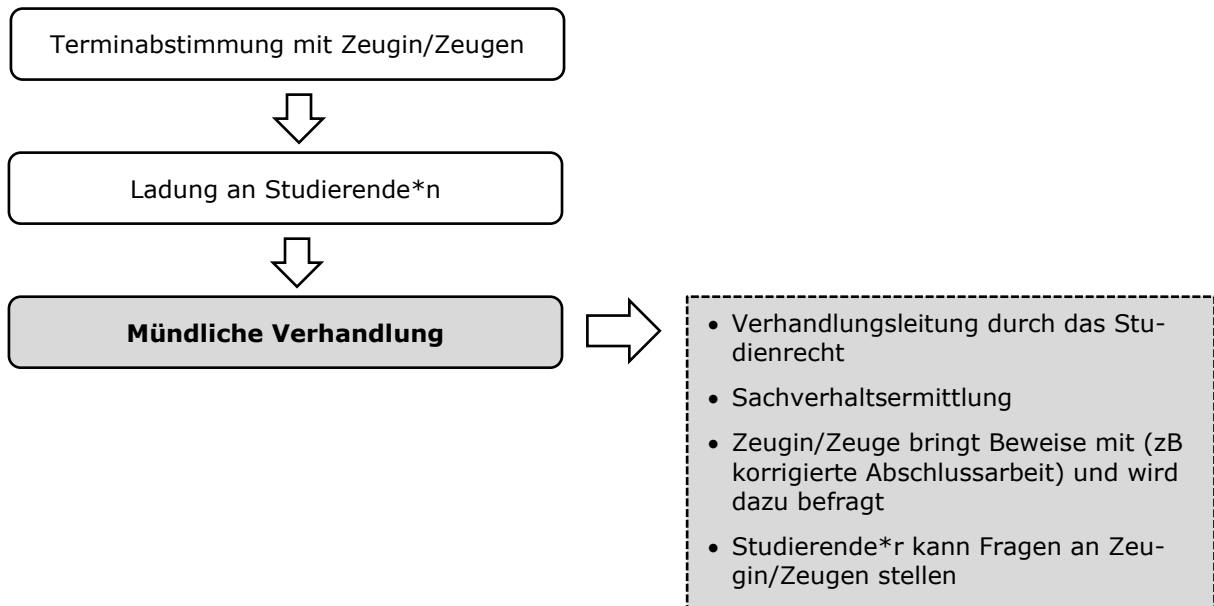 Terminabstimmung mit Zeugin/Zeugen
Ladung an Studierende*n
Mündliche Verhandlung
• Verhandlungsleitung durch das Stu-
dienrecht
• Sachverhaltsermittlung
• Zeugin/Zeuge bringt Beweise mit (zB
korrigierte Abschlussarbeit) und wird
dazu befragt
• Studierende*r kann Fragen an Zeu-
gin/Zeugen stellen